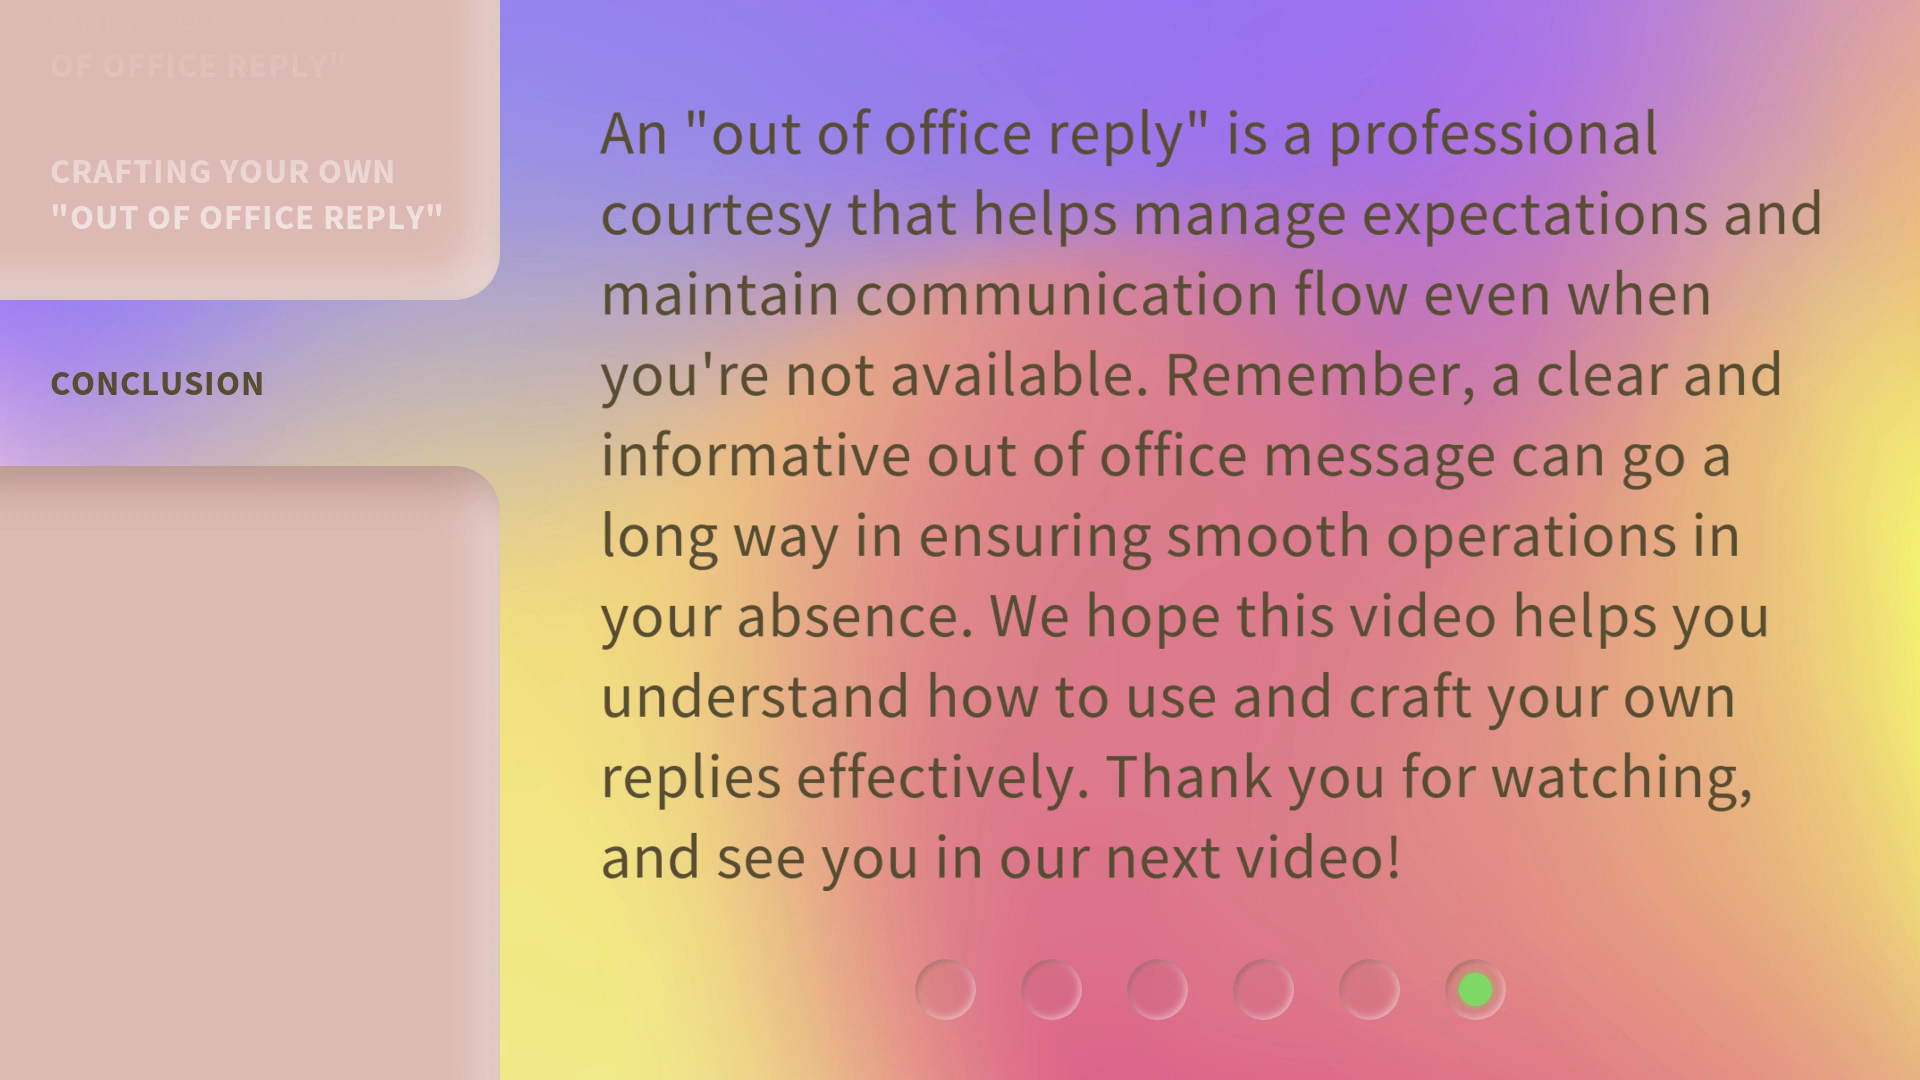 OF OFFICE REPLY"
CRAFTING YOUR OWN
"OUT OF OFFICE REPLY"
CONCLUSION
An "out of office reply" is a professional
courtesy that helps manage expectations and
maintain communication flow even when
you're not available. Remember, a clear and
informative out of office message can go a
long way in ensuring smooth operations in
your absence. We hope this video helps you
understand how to use and craft your own
replies effectively. Thank you for watching,
and see you in our next video!